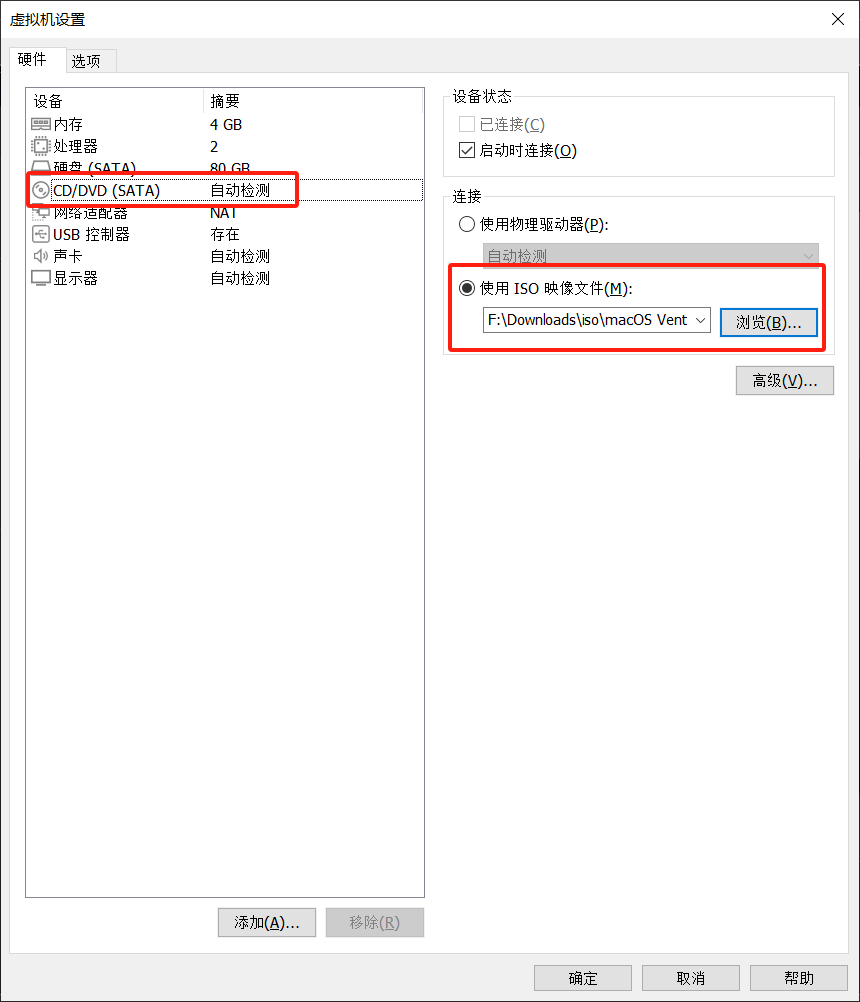 虚拟机设置
硬件 选项
设备 摘要
内存 4 GB
处理器 2
硬盘 (SATA) 80 GB
CD/DVD (SATA) 自动检测
网络适配器 NAT
USB 控制器 存在
声卡 自动检测
显示器 自动检测
添加(A)... 移除(R)
设备状态
已连接(C)
启动时连接(O)
连接
使用物理驱动器(P):
自动检测
使用 ISO 映像文件(M):
F:\Downloads\iso\macOS Vent 浏览(B)...
高级(V)...
确定 取消 帮助